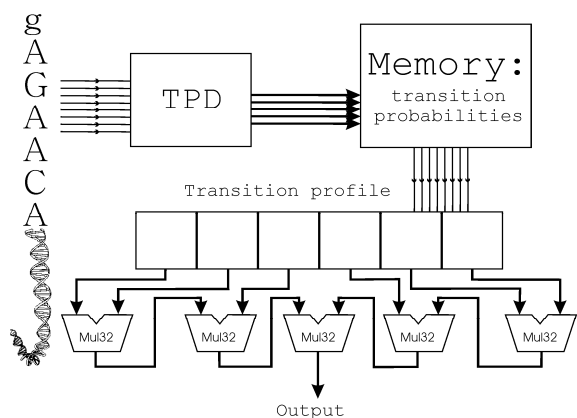 g
A
G
A
A
C
A
TPD
Memory:
transition
probabilities
Transition profile
Mul32
Mul32
Mul32
Mul32
Mul32
Output